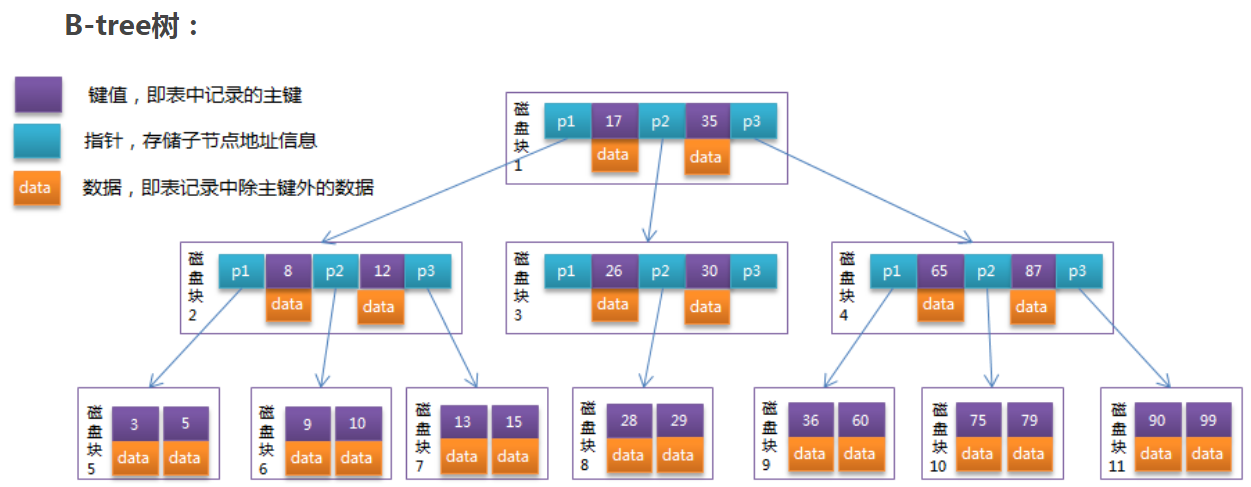 B-tree树：
键值，即表中记录的主键
指针，存储子节点地址信息
data 数据，即表记录中除主键外的数据
磁盘块1
p1 17 p2 35 p3
data data
磁盘块2
p1 8 p2 12 p3
data data
磁盘块3
p1 26 p2 30 p3
data data
磁盘块4
p1 65 p2 87 p3
data data
磁盘块5
3 5
data data
磁盘块6
9 10
data data
磁盘块7
13 15
data data
磁盘块8
28 29
data data
磁盘块9
36 60
data data
磁盘块10
75 79
data data
磁盘块11
90 99
data data